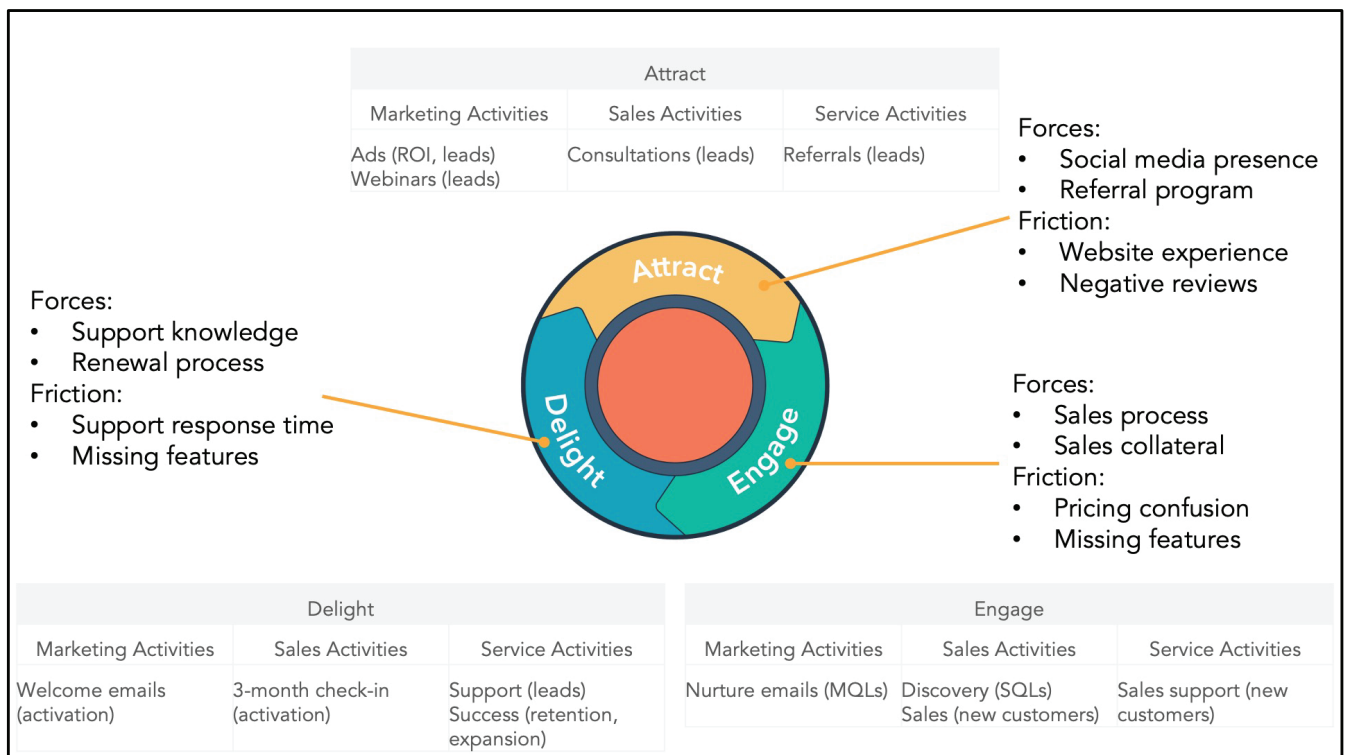 Attract
Marketing Activities
Sales Activities
Service Activities
Ads (ROI, leads)
Webinars (leads)
Consultations (leads)
Referrals (leads)
Forces:
• Social media presence
• Referral program
Friction:
• Website experience
• Negative reviews
Attract
Engage
Delight
Forces:
• Support knowledge
• Renewal process
Friction:
• Support response time
• Missing features
Forces:
• Sales process
• Sales collateral
Friction:
• Pricing confusion
• Missing features
Delight
Marketing Activities
Sales Activities
Service Activities
Welcome emails
(activation)
3-month check-in
(activation)
Support (leads)
Success (retention,
expansion)
Engage
Marketing Activities
Sales Activities
Service Activities
Nurture emails (MQLs)
Discovery (SQLs)
Sales (new customers)
Sales support (new
customers)